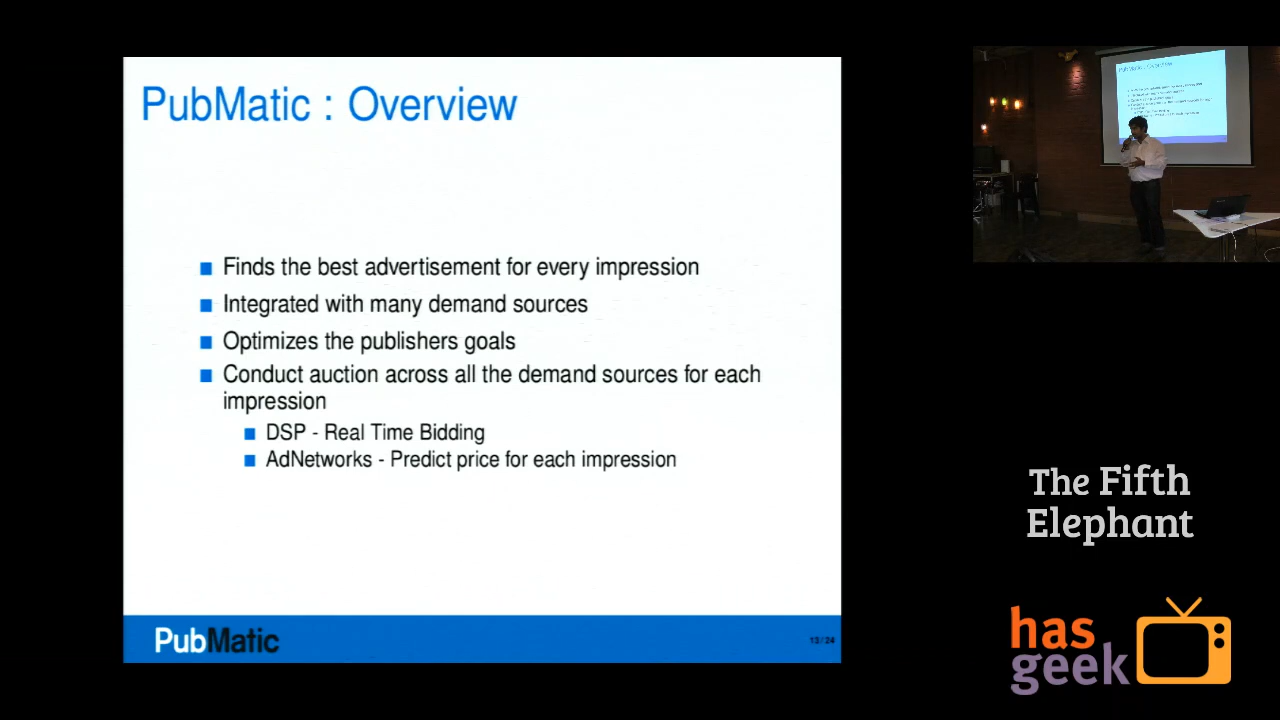 PubMatic : Overview
Finds the best advertisement for every impression
Integrated with many demand sources
Optimizes the publishers goals
Conduct auction across all the demand sources for each
impression
DSP - Real Time Bidding
AdNetworks - Predict price for each impression
PubMatic
13/24
The Fifth
Elephant
has
geek